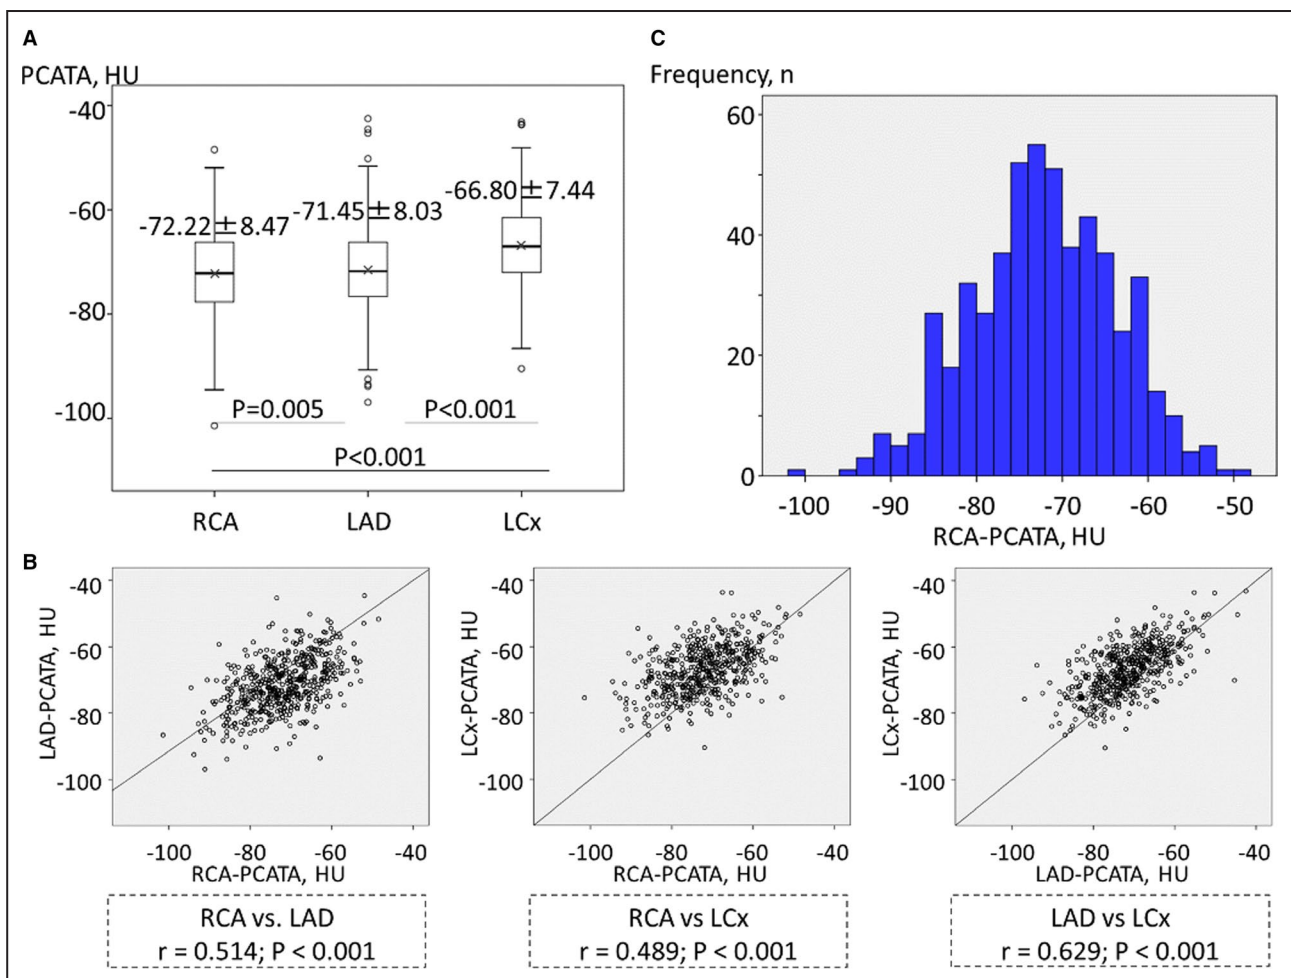 A
PCATA, HU
-40
-60
-80
-100
-72.22±8.47
-71.45±8.03
-66.80±7.44
P=0.005
P<0.001
P<0.001
RCA
LAD
LCx
C
Frequency, n
60
40
20
0
-100
-90
-80
-70
-60
-50
RCA-PCATA, HU
B
LAD-PCATA, HU
-40
-60
-80
-100
-100
-80
-60
-40
RCA-PCATA, HU
RCA vs. LAD
r = 0.514; P < 0.001
LCx-PCATA, HU
-40
-60
-80
-100
-100
-80
-60
-40
RCA-PCATA, HU
RCA vs LCx
r = 0.489; P < 0.001
LCx-PCATA, HU
-40
-60
-80
-100
-100
-80
-60
-40
LAD-PCATA, HU
LAD vs LCx
r = 0.629; P < 0.001